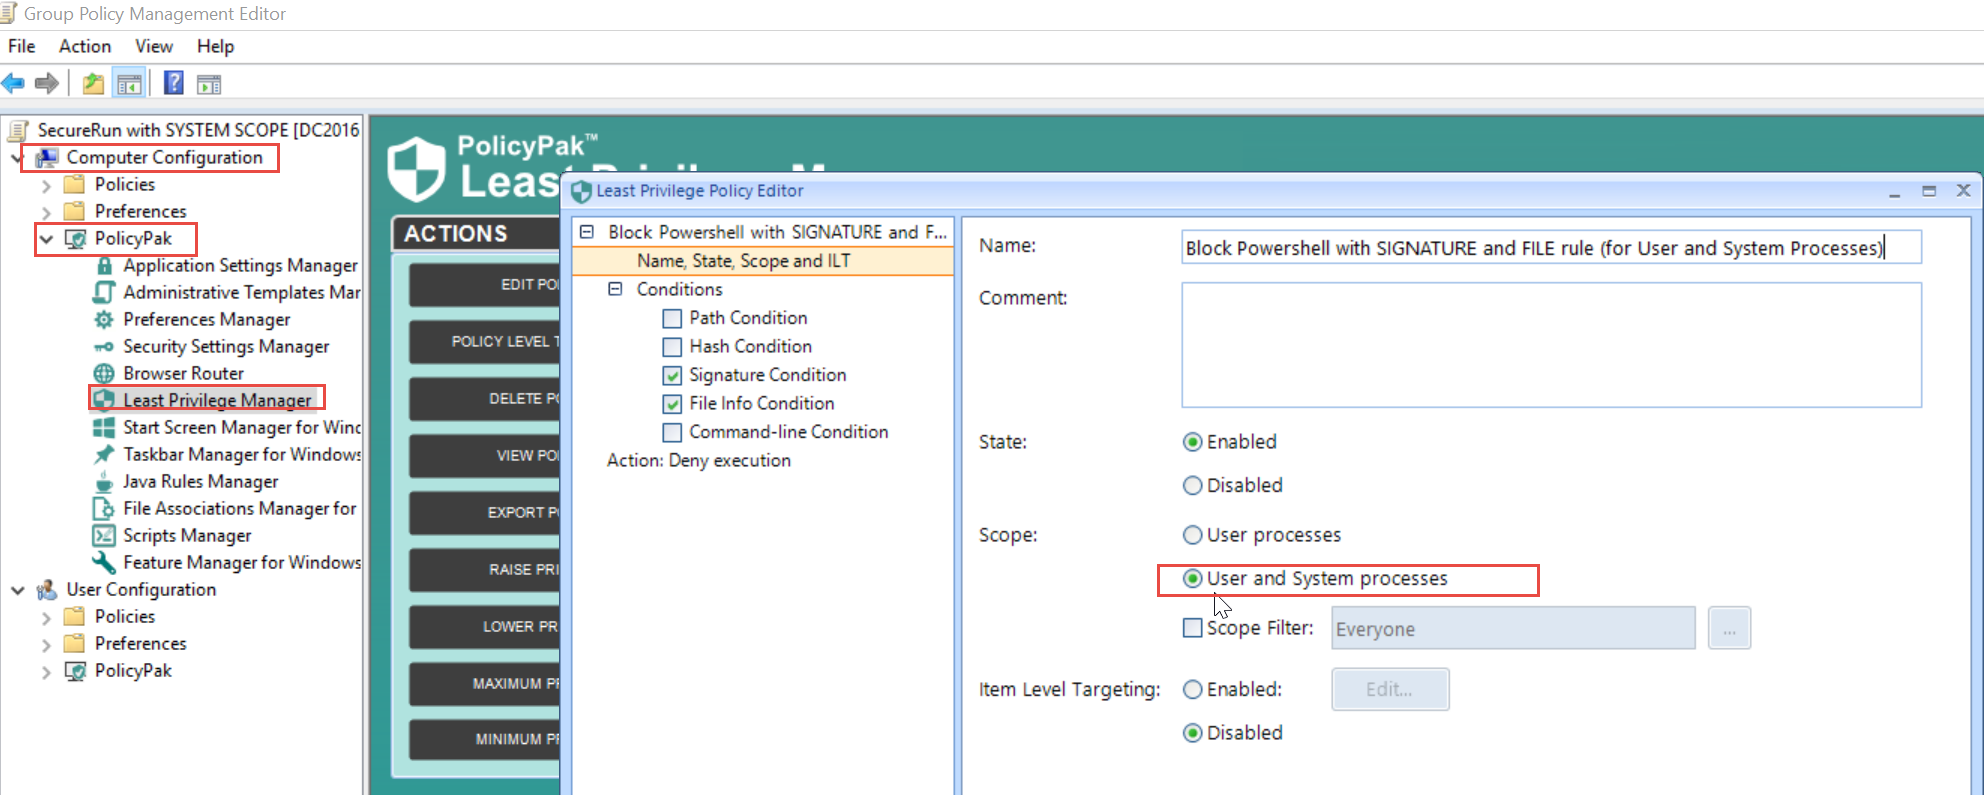 Group Policy Management Editor
File Action View Help
SecureRun with SYSTEM SCOPE [DC2016
Computer Configuration
Policies
Preferences
PolicyPak
Application Settings Manager
Administrative Templates Mar
Preferences Manager
Security Settings Manager
Browser Router
Least Privilege Manager
Start Screen Manager for Winc
Taskbar Manager for Windows
Java Rules Manager
File Associations Manager for
Scripts Manager
Feature Manager for Windows
User Configuration
Policies
Preferences
PolicyPak
PolicyPak™
Least
ACTIONS
EDIT PO
POLICY LEVEL T
DELETE PO
VIEW PO
EXPORT P
RAISE PRI
LOWER PR
MAXIMUM P
MINIMUM P
Least Privilege Policy Editor
Block Powershell with SIGNATURE and F...
Name, State, Scope and ILT
Conditions
Path Condition
Hash Condition
Signature Condition
File Info Condition
Command-line Condition
Action: Deny execution
Name: Block Powershell with SIGNATURE and FILE rule (for User and System Processes)
Comment:
State: Enabled
Disabled
Scope: User processes
User and System processes
Scope Filter: Everyone ...
Item Level Targeting: Enabled: Edit...
Disabled